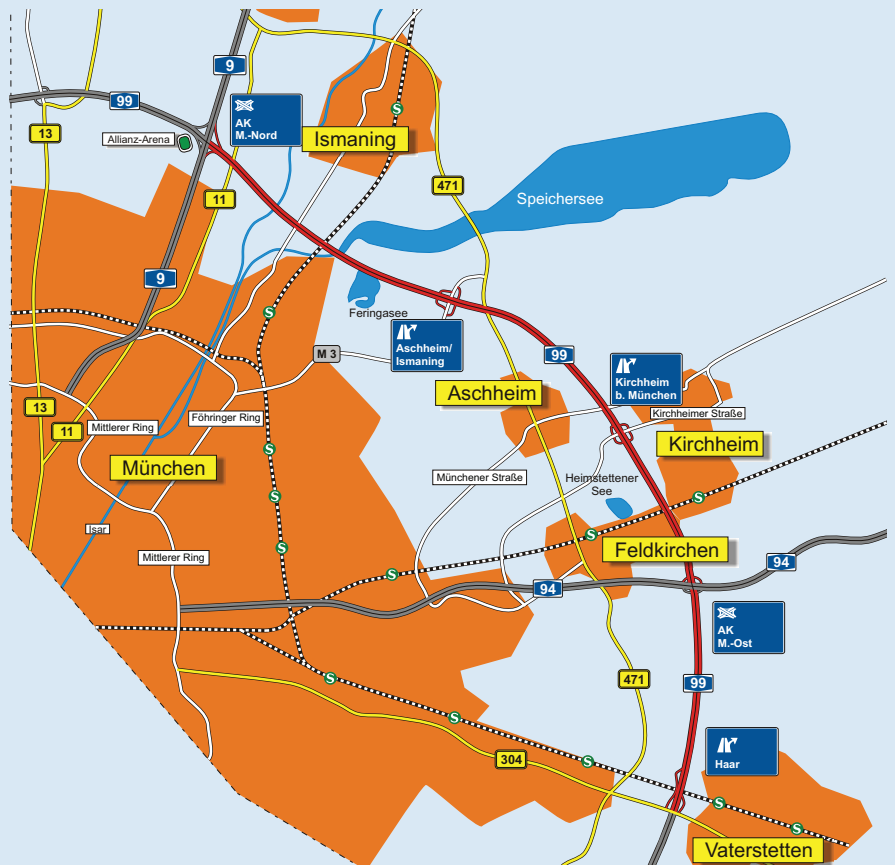 9
99
AK
M.-Nord
13
Allianz-Arena
Ismaning
S
471
11
Speichersee
9
Feringasee
S
M 3
Aschheim/
Ismaning
99
Kirchheim
b. München
Aschheim
13
11
Mittlerer Ring
Föhringer Ring
Kirchheimer Straße
Kirchheim
München
S
Münchener Straße
Heimstettener
See
S
S
Isar
S
Feldkirchen
S
Mittlerer Ring
S
94
94
AK
M.-Ost
S
471
99
S
304
S
Haar
S
S
Vaterstetten